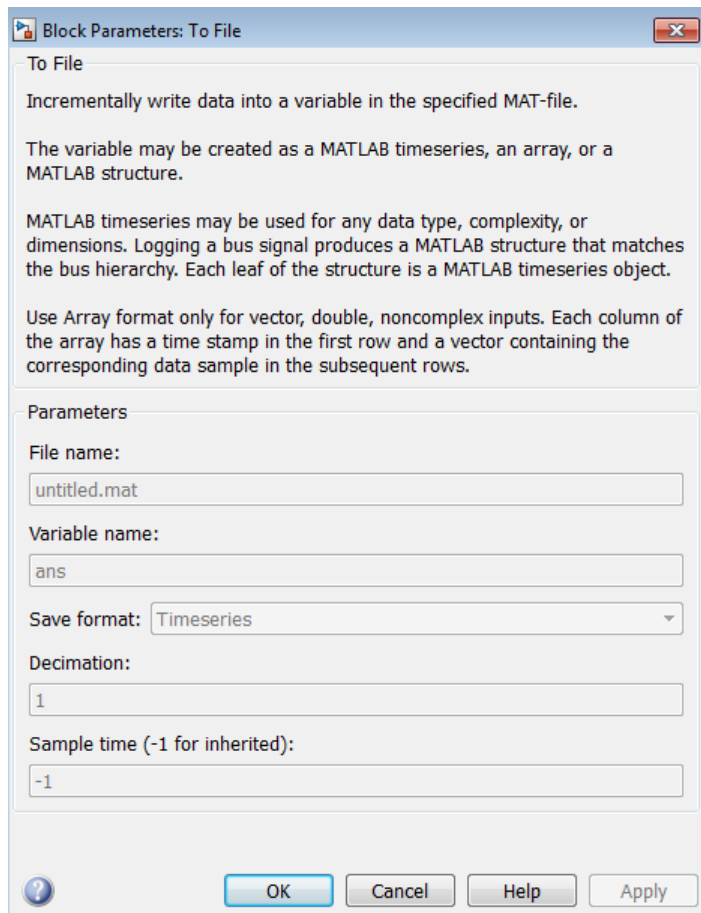 Block Parameters: To File
To File
Incrementally write data into a variable in the specified MAT-file.
The variable may be created as a MATLAB timeseries, an array, or a
MATLAB structure.
MATLAB timeseries may be used for any data type, complexity, or
dimensions. Logging a bus signal produces a MATLAB structure that matches
the bus hierarchy. Each leaf of the structure is a MATLAB timeseries object.
Use Array format only for vector, double, noncomplex inputs. Each column of
the array has a time stamp in the first row and a vector containing the
corresponding data sample in the subsequent rows.
Parameters
File name:
untitled.mat
Variable name:
ans
Save format: Timeseries
Decimation:
1
Sample time (-1 for inherited):
-1
OK Cancel Help Apply